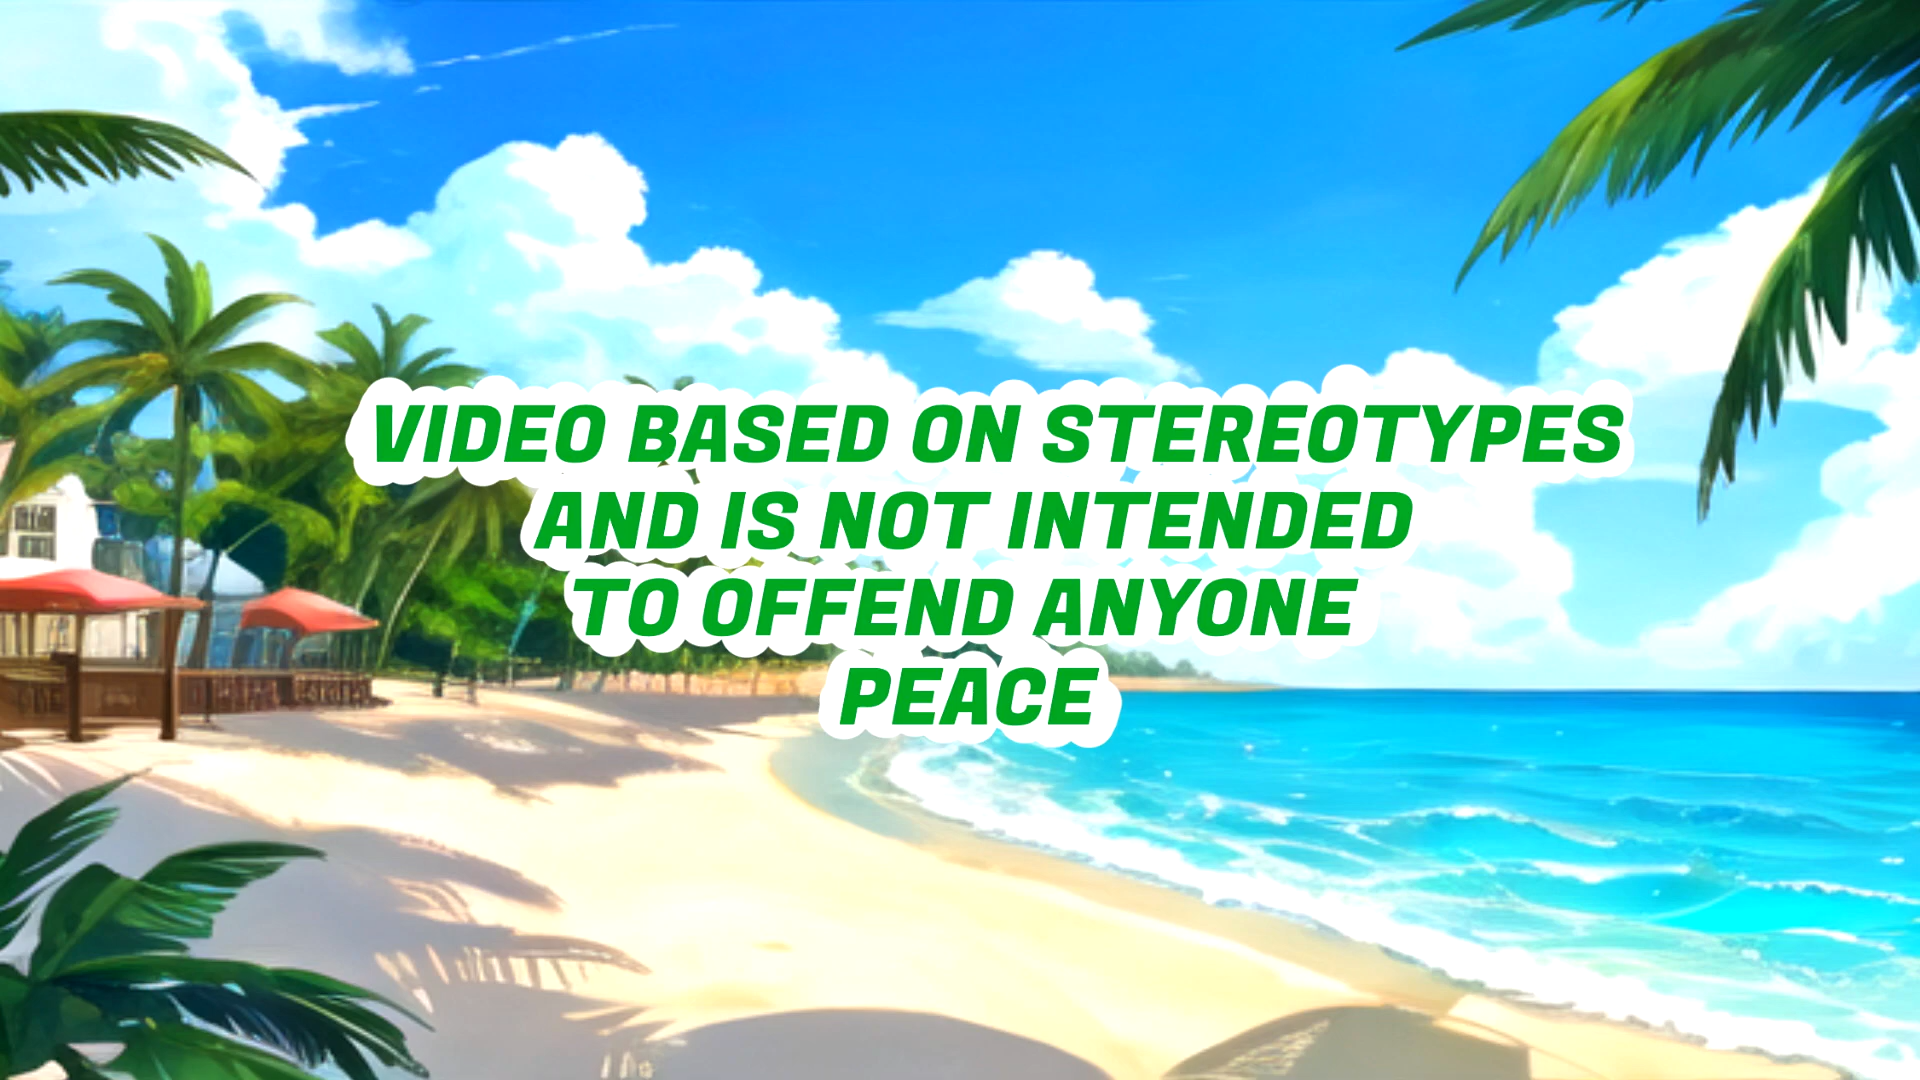 VIDEO BASED ON STEREOTYPES
AND IS NOT INTENDED
TO OFFEND ANYONE
PEACE